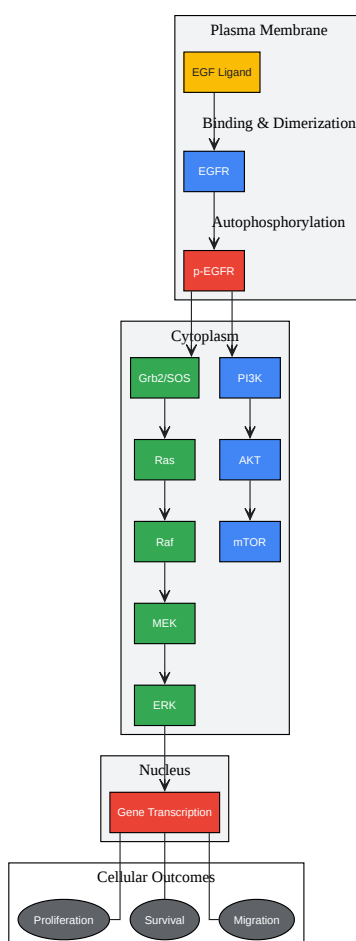 Plasma Membrane
EGF Ligand
Binding & Dimerization
EGFR
Autophosphorylation
p-EGFR
Cytoplasm
Grb2/SOS
PI3K
Ras
AKT
Raf
mTOR
MEK
ERK
Nucleus
Gene Transcription
Cellular Outcomes
Proliferation
Survival
Migration